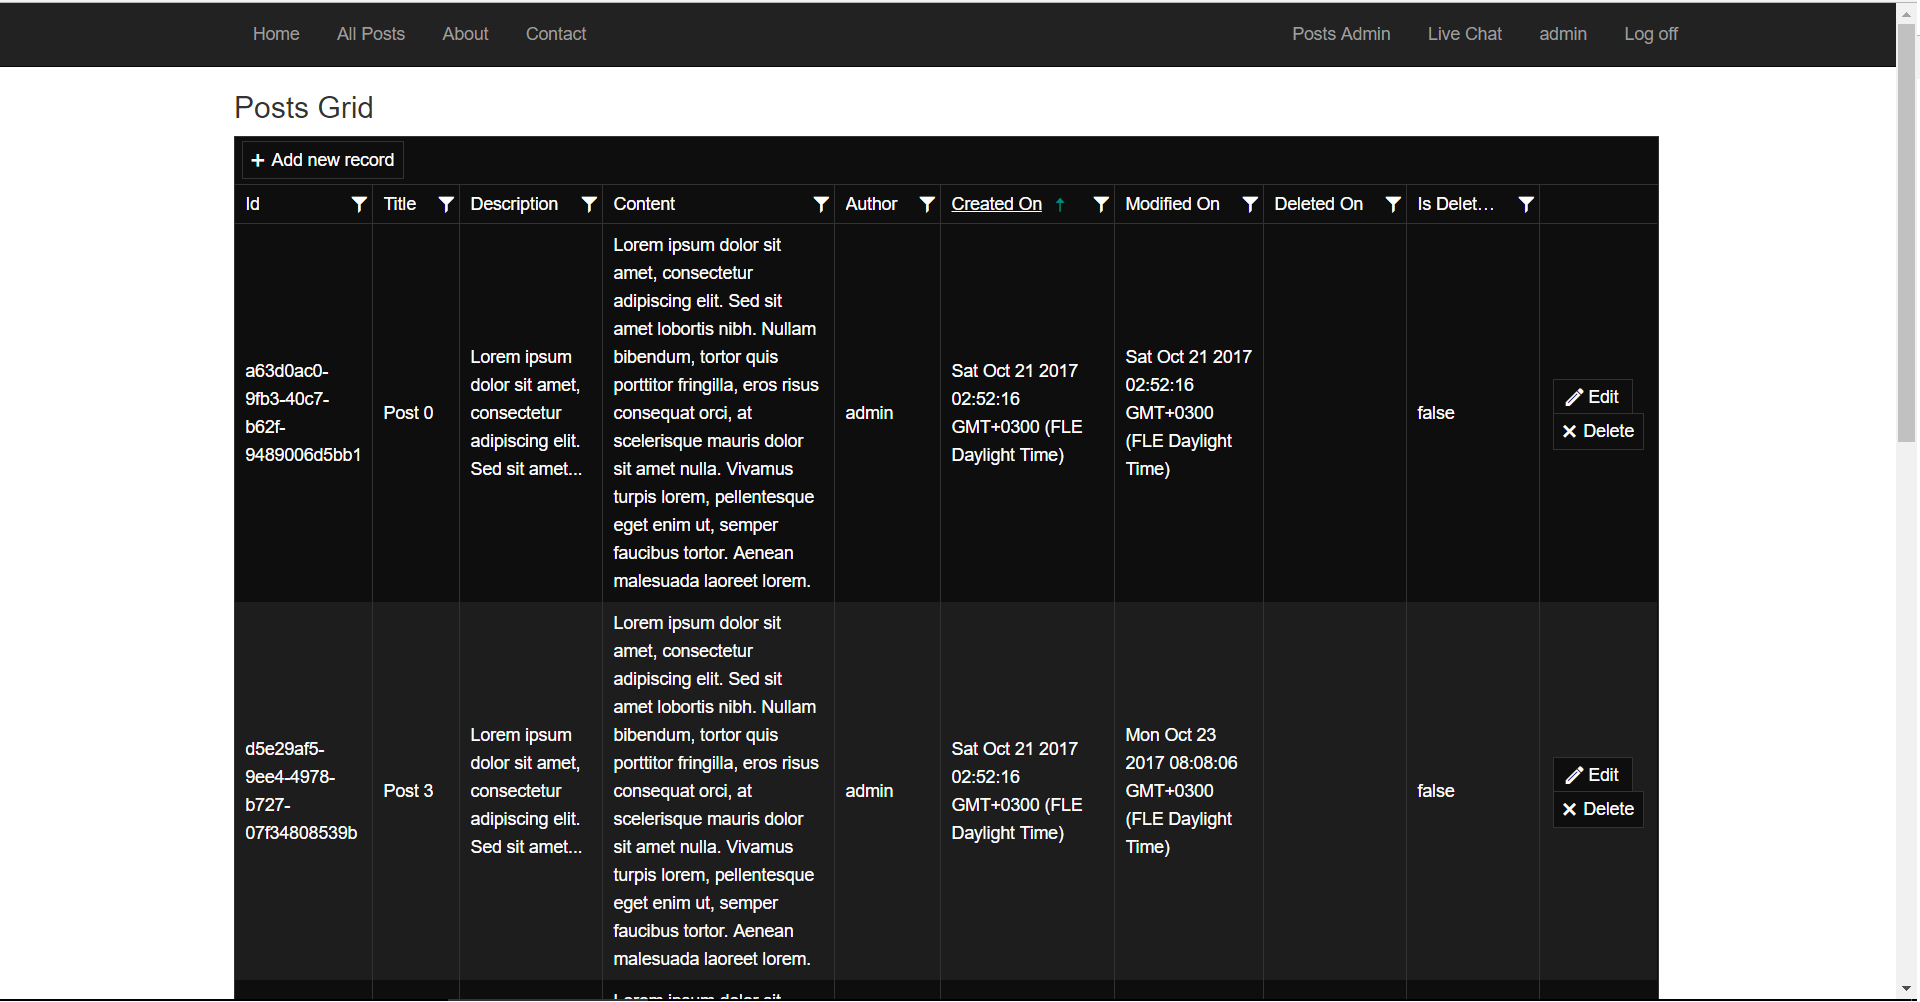 Home All Posts About Contact Posts Admin Live Chat admin Log off
Posts Grid
+ Add new record
Id Title Description Content Author Created On ↑ Modified On Deleted On Is Delet...
a63d0ac0-
9fb3-40c7-
b62f-
9489006d5bb1
Post 0
Lorem ipsum
dolor sit amet,
consectetur
adipiscing elit.
Sed sit amet...
Lorem ipsum dolor sit
amet, consectetur
adipiscing elit. Sed sit
amet lobortis nibh. Nullam
bibendum, tortor quis
porttitor fringilla, eros risus
consequat orci, at
scelerisque mauris dolor
sit amet nulla. Vivamus
turpis lorem, pellentesque
eget enim ut, semper
faucibus tortor. Aenean
malesuada laoreet lorem.
admin
Sat Oct 21 2017
02:52:16
GMT+0300 (FLE
Daylight Time)
Sat Oct 21 2017
02:52:16
GMT+0300
(FLE Daylight
Time)
false
Edit
Delete
d5e29af5-
9ee4-4978-
b727-
07f34808539b
Post 3
Lorem ipsum
dolor sit amet,
consectetur
adipiscing elit.
Sed sit amet...
Lorem ipsum dolor sit
amet, consectetur
adipiscing elit. Sed sit
amet lobortis nibh. Nullam
bibendum, tortor quis
porttitor fringilla, eros risus
consequat orci, at
scelerisque mauris dolor
sit amet nulla. Vivamus
turpis lorem, pellentesque
eget enim ut, semper
faucibus tortor. Aenean
malesuada laoreet lorem.
admin
Sat Oct 21 2017
02:52:16
GMT+0300 (FLE
Daylight Time)
Mon Oct 23
2017 08:08:06
GMT+0300
(FLE Daylight
Time)
false
Edit
Delete
Lorem ipsum dolor sit